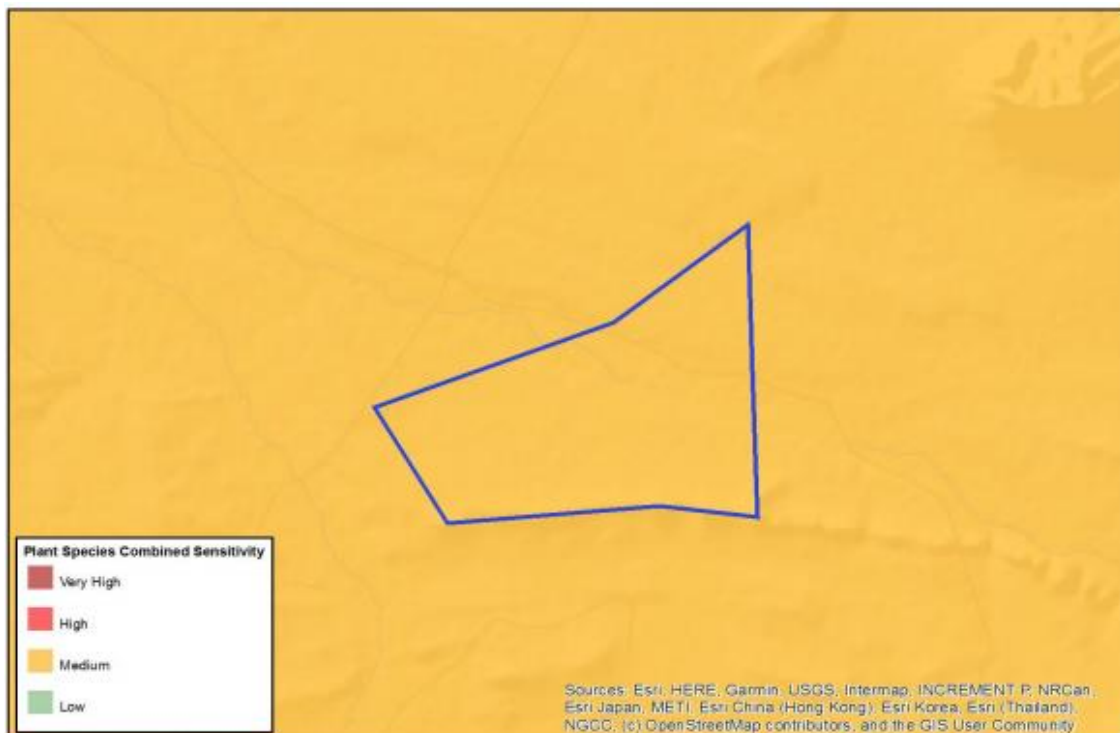 Plant Species Combined Sensitivity
Very High
High
Medium
Low
Sources: Esri, HERE, Garmin, USGS, Intermap, INCREMENT P, NRCan,
Esri Japan, METI, Esri China (Hong Kong), Esri Korea, Esri (Thailand),
NGCC, (c) OpenStreetMap contributors, and the GIS User Community